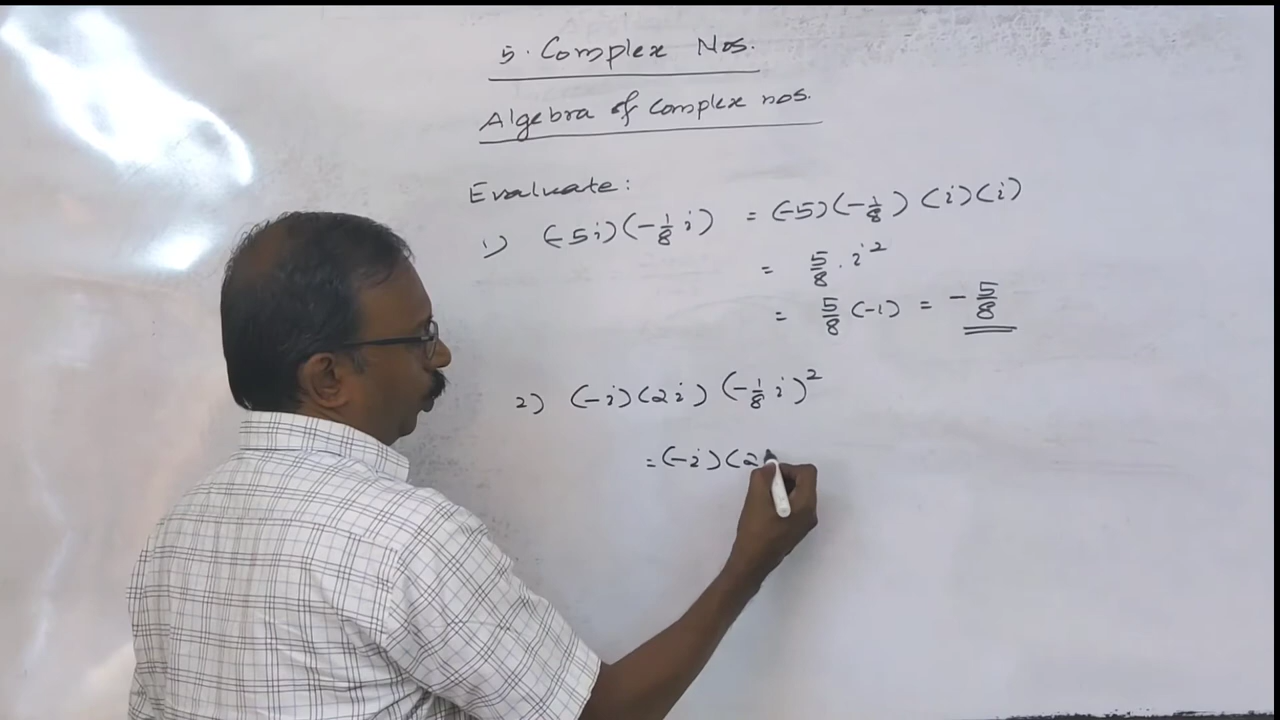 5. Complex Nos.
Algebra of complex nos.
Evaluate:
1) (-5i)(-1/8 i) = (-5)(-1/8) (i)(i)
= 5/8 . i²
= 5/8 (-1) = -5/8
2) (-i)(2i)(-1/8 i)²
= (-i)(2